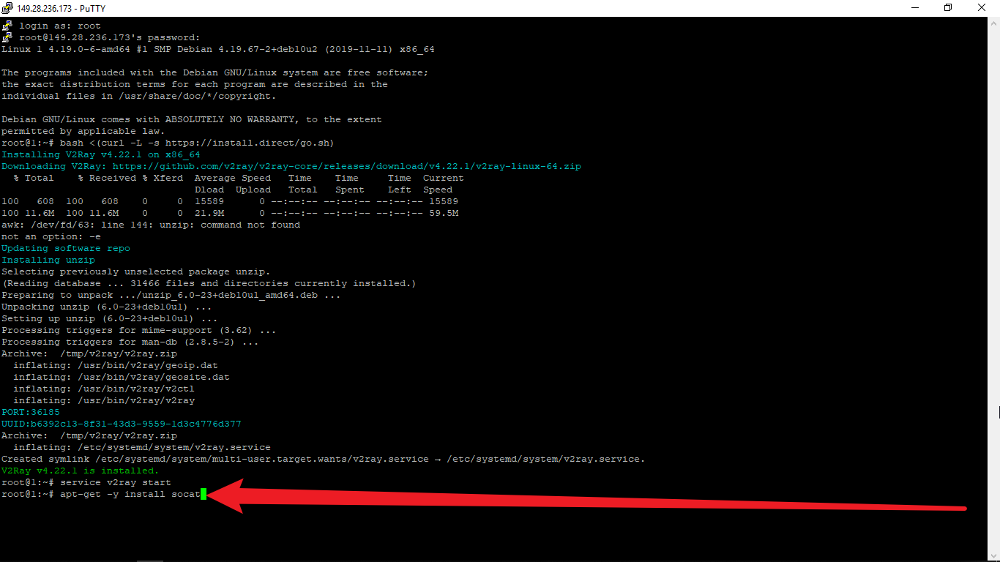 149.28.236.173 - PuTTY
login as: root
root@149.28.236.173's password:
Linux 1 4.19.0-6-amd64 #1 SMP Debian 4.19.67-2+deb10u2 (2019-11-11) x86_64
The programs included with the Debian GNU/Linux system are free software;
the exact distribution terms for each program are described in the
individual files in /usr/share/doc/*/copyright.
Debian GNU/Linux comes with ABSOLUTELY NO WARRANTY, to the extent
permitted by applicable law.
root@1:~# bash <(curl -L -s https://install.direct/go.sh)
Installing V2Ray v4.22.1 on x86_64
Downloading V2Ray: https://github.com/v2ray/v2ray-core/releases/download/v4.22.1/v2ray-linux-64.zip
  % Total    % Received % Xferd  Average Speed   Time    Time     Time  Current
                                 Dload  Upload   Total   Spent    Left  Speed
100   608  100   608    0     0  15589      0 --:--:-- --:--:-- --:--:-- 15589
100 11.6M  100 11.6M    0     0  21.9M      0 --:--:-- --:--:-- --:--:-- 59.5M
awk: /dev/fd/63: line 144: unzip: command not found
not an option: -e
Updating software repo
Installing unzip
Selecting previously unselected package unzip.
(Reading database ... 31466 files and directories currently installed.)
Preparing to unpack .../unzip_6.0-23+deb10u1_amd64.deb ...
Unpacking unzip (6.0-23+deb10u1) ...
Setting up unzip (6.0-23+deb10u1) ...
Processing triggers for mime-support (3.62) ...
Processing triggers for man-db (2.8.5-2) ...
Archive:  /tmp/v2ray/v2ray.zip
  inflating: /usr/bin/v2ray/geoip.dat
  inflating: /usr/bin/v2ray/geosite.dat
  inflating: /usr/bin/v2ray/v2ctl
  inflating: /usr/bin/v2ray/v2ray
PORT:36185
UUID:b6392c13-8f31-43d3-9559-1d3c4776d377
Archive:  /tmp/v2ray/v2ray.zip
  inflating: /etc/systemd/system/v2ray.service
Created symlink /etc/systemd/system/multi-user.target.wants/v2ray.service → /etc/systemd/system/v2ray.service.
V2Ray v4.22.1 is installed.
root@1:~# service v2ray start
root@1:~# apt-get -y install socat